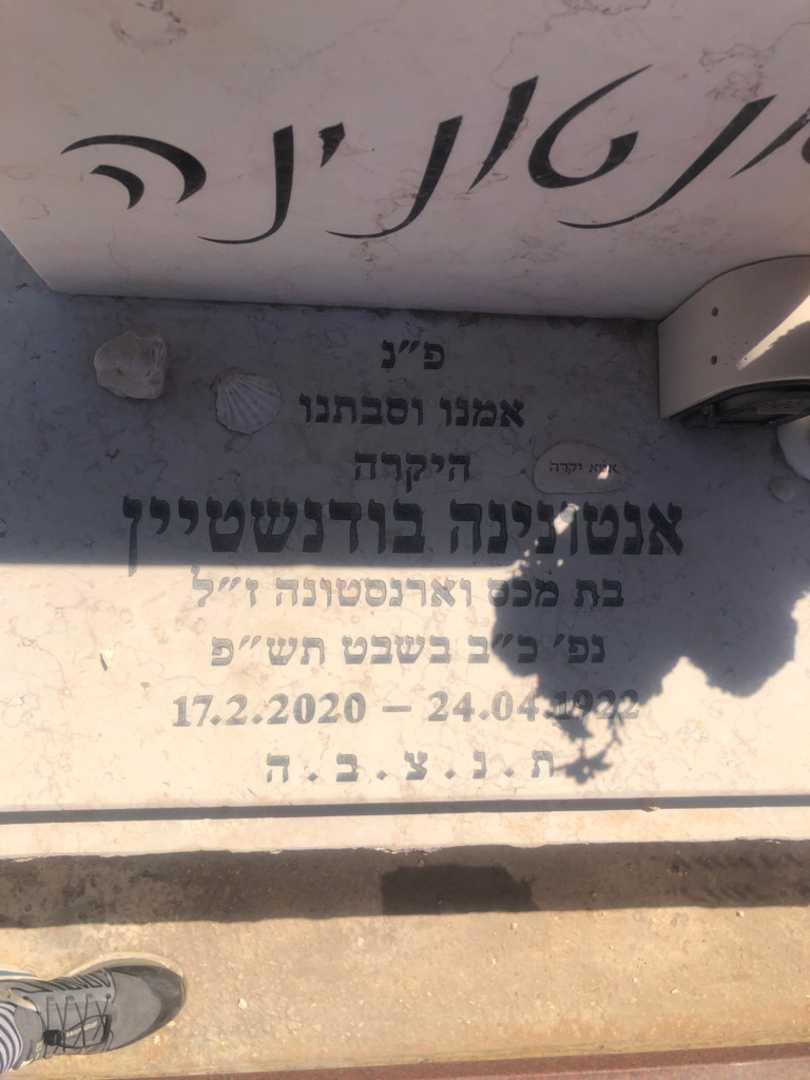 אנטונינה
פ״נ
אמנו וסבתנו
היקרה
אמא יקרה
אנטונינה בודנשטיין
בת מכס וארנסטונה ז״ל
נפ׳ כ״ב בשבט תש״פ
17.2.2020 – 24.04.1922
ת . נ . צ . ב . ה